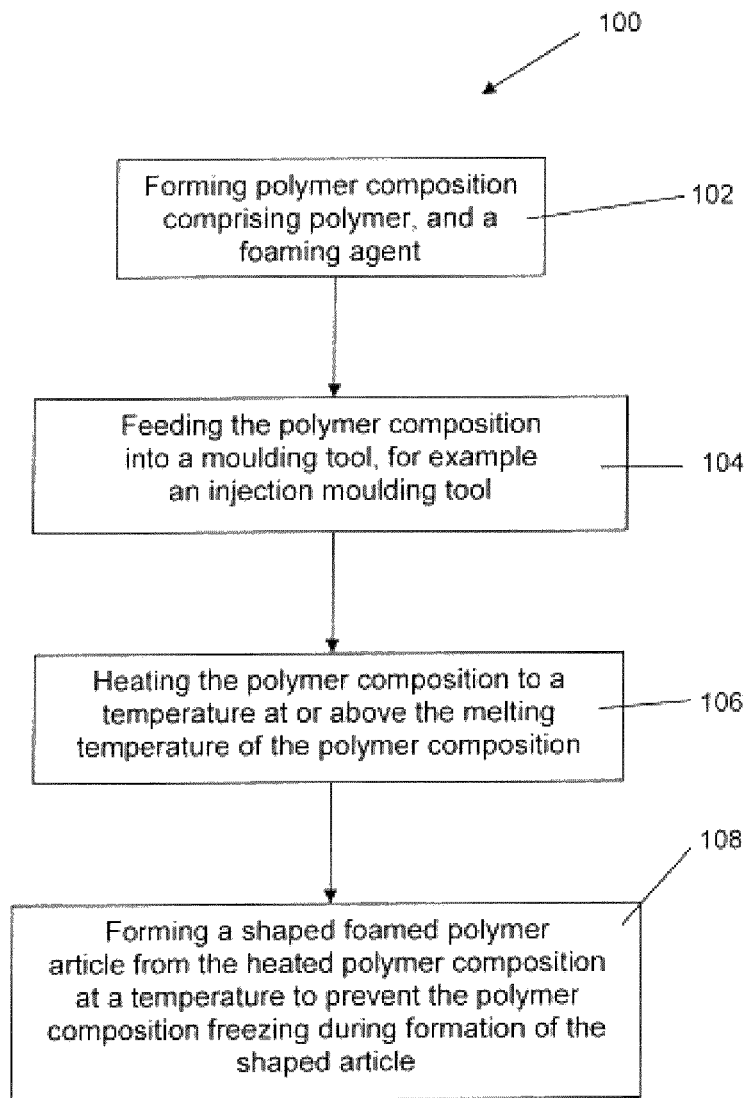 100
Forming polymer composition
comprising polymer, and a
foaming agent
102
Feeding the polymer composition
into a moulding tool, for example
an injection moulding tool
104
Heating the polymer composition to a
temperature at or above the melting
temperature of the polymer composition
106
108
Forming a shaped foamed polymer
article from the heated polymer composition
at a temperature to prevent the polymer
composition freezing during formation of the
shaped article